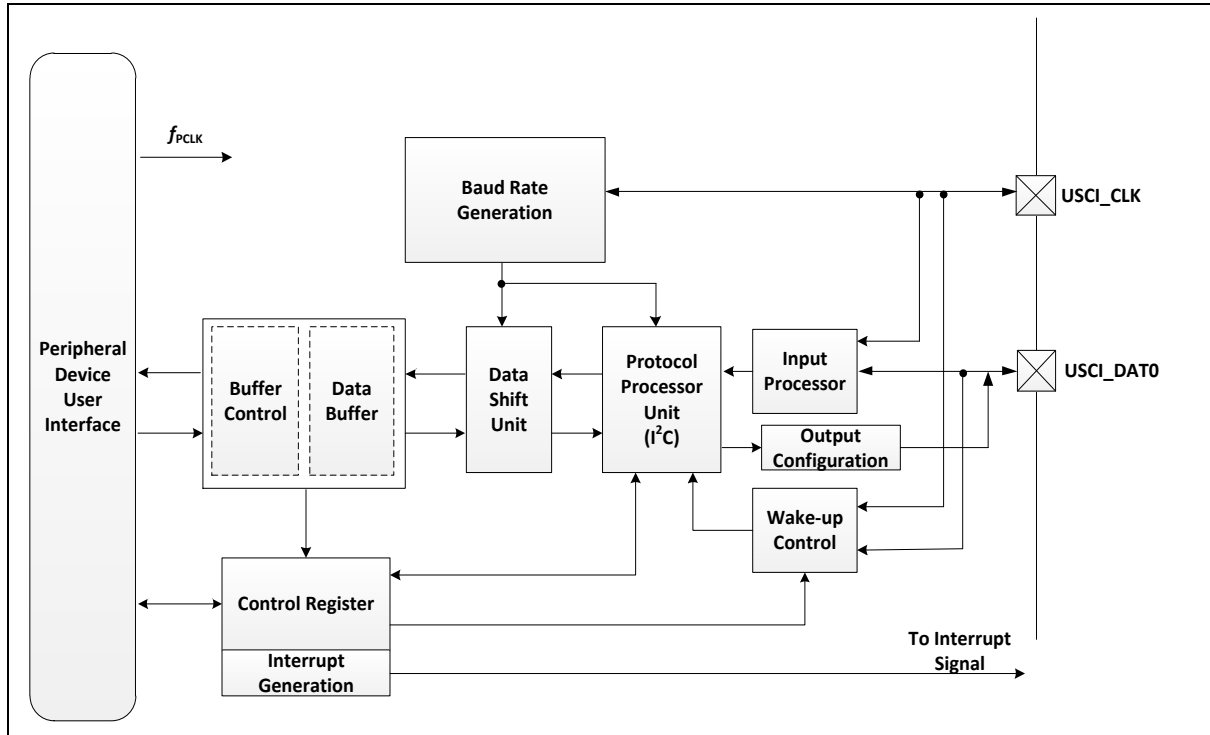 fPCLK
Baud Rate
Generation
USCI_CLK
Peripheral
Device
User
Interface
Buffer
Control
Data
Buffer
Data
Shift
Unit
Protocol
Processor
Unit
(I²C)
Input
Processor
USCI_DAT0
Output
Configuration
Wake-up
Control
Control Register
Interrupt
Generation
To Interrupt
Signal